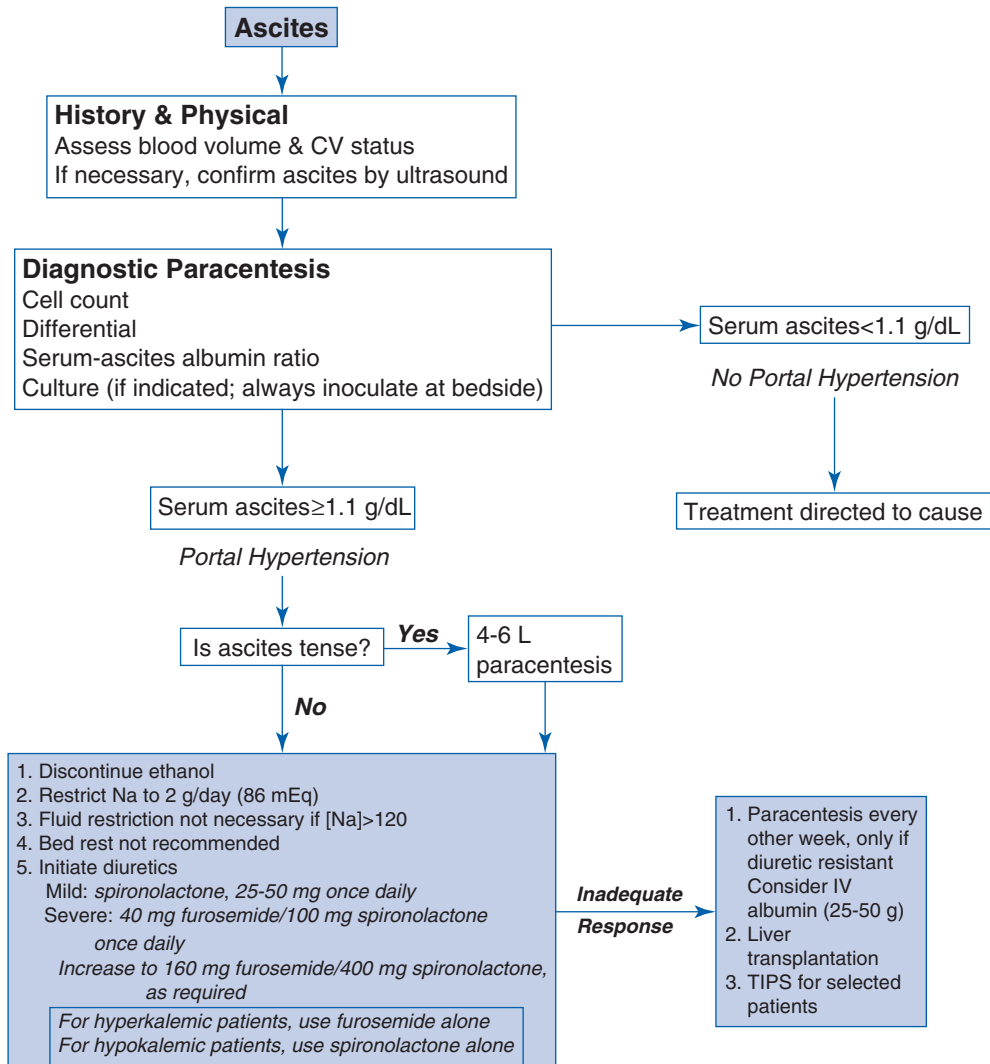 Ascites
History & Physical
Assess blood volume & CV status
If necessary, confirm ascites by ultrasound
Diagnostic Paracentesis
Cell count
Differential
Serum-ascites albumin ratio
Culture (if indicated; always inoculate at bedside)
Serum ascites<1.1 g/dL
No Portal Hypertension
Treatment directed to cause
Serum ascites≥1.1 g/dL
Portal Hypertension
Is ascites tense?
Yes
4-6 L
paracentesis
No
1. Discontinue ethanol
2. Restrict Na to 2 g/day (86 mEq)
3. Fluid restriction not necessary if [Na]>120
4. Bed rest not recommended
5. Initiate diuretics
Mild: spironolactone, 25-50 mg once daily
Severe: 40 mg furosemide/100 mg spironolactone
once daily
Increase to 160 mg furosemide/400 mg spironolactone,
as required
For hyperkalemic patients, use furosemide alone
For hypokalemic patients, use spironolactone alone
Inadequate
Response
1. Paracentesis every
other week, only if
diuretic resistant
Consider IV
albumin (25-50 g)
2. Liver
transplantation
3. TIPS for selected
patients